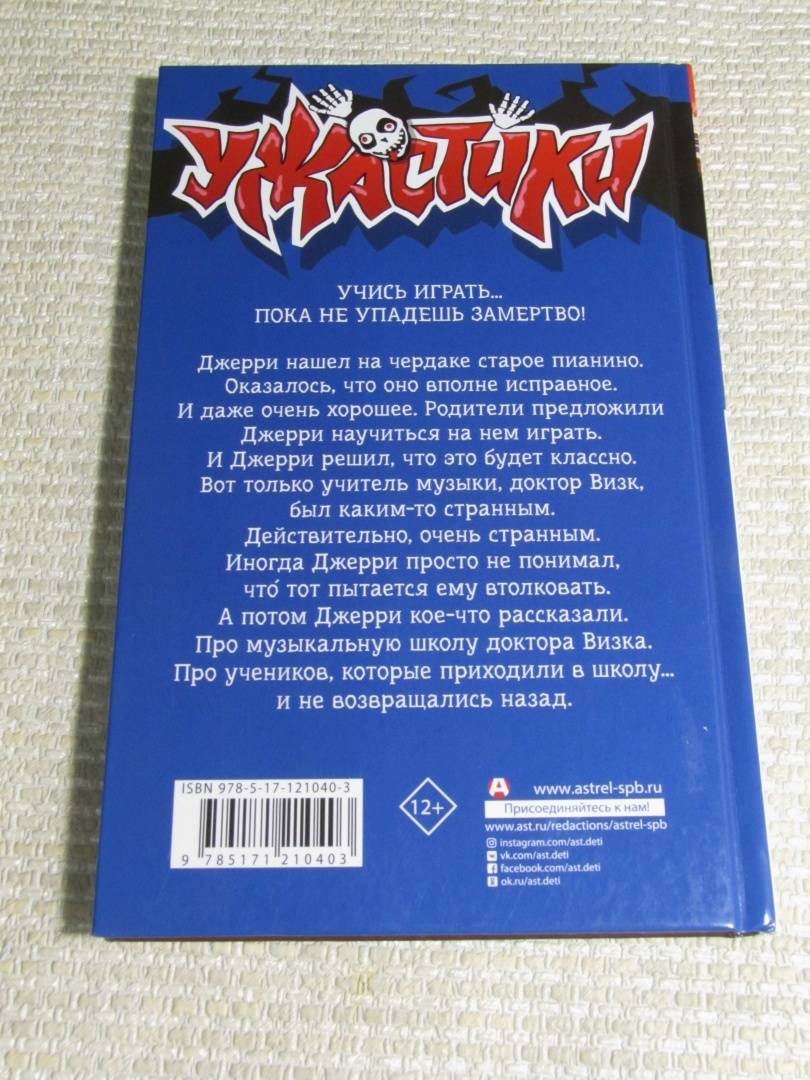 УЖАСТИКИ
УЧИСЬ ИГРАТЬ...
ПОКА НЕ УПАДЕШЬ ЗАМЕРТВО!
Джерри нашел на чердаке старое пианино.
Оказалось, что оно вполне исправное.
И даже очень хорошее. Родители предложили
Джерри научиться на нем играть.
И Джерри решил, что это будет классно.
Вот только учитель музыки, доктор Визк,
был каким-то странным.
Действительно, очень странным.
Иногда Джерри просто не понимал,
что́ тот пытается ему втолковать.
А потом Джерри кое-что рассказали.
Про музыкальную школу доктора Визка.
Про учеников, которые приходили в школу...
и не возвращались назад.
ISBN 978-5-17-121040-3
9 785171 210403
12+
www.astrel-spb.ru
Присоединяйтесь к нам!
www.ast.ru/redactions/astrel-spb
instagram.com/ast.deti
vk.com/ast.deti
facebook.com/ast.deti
ok.ru/ast.deti